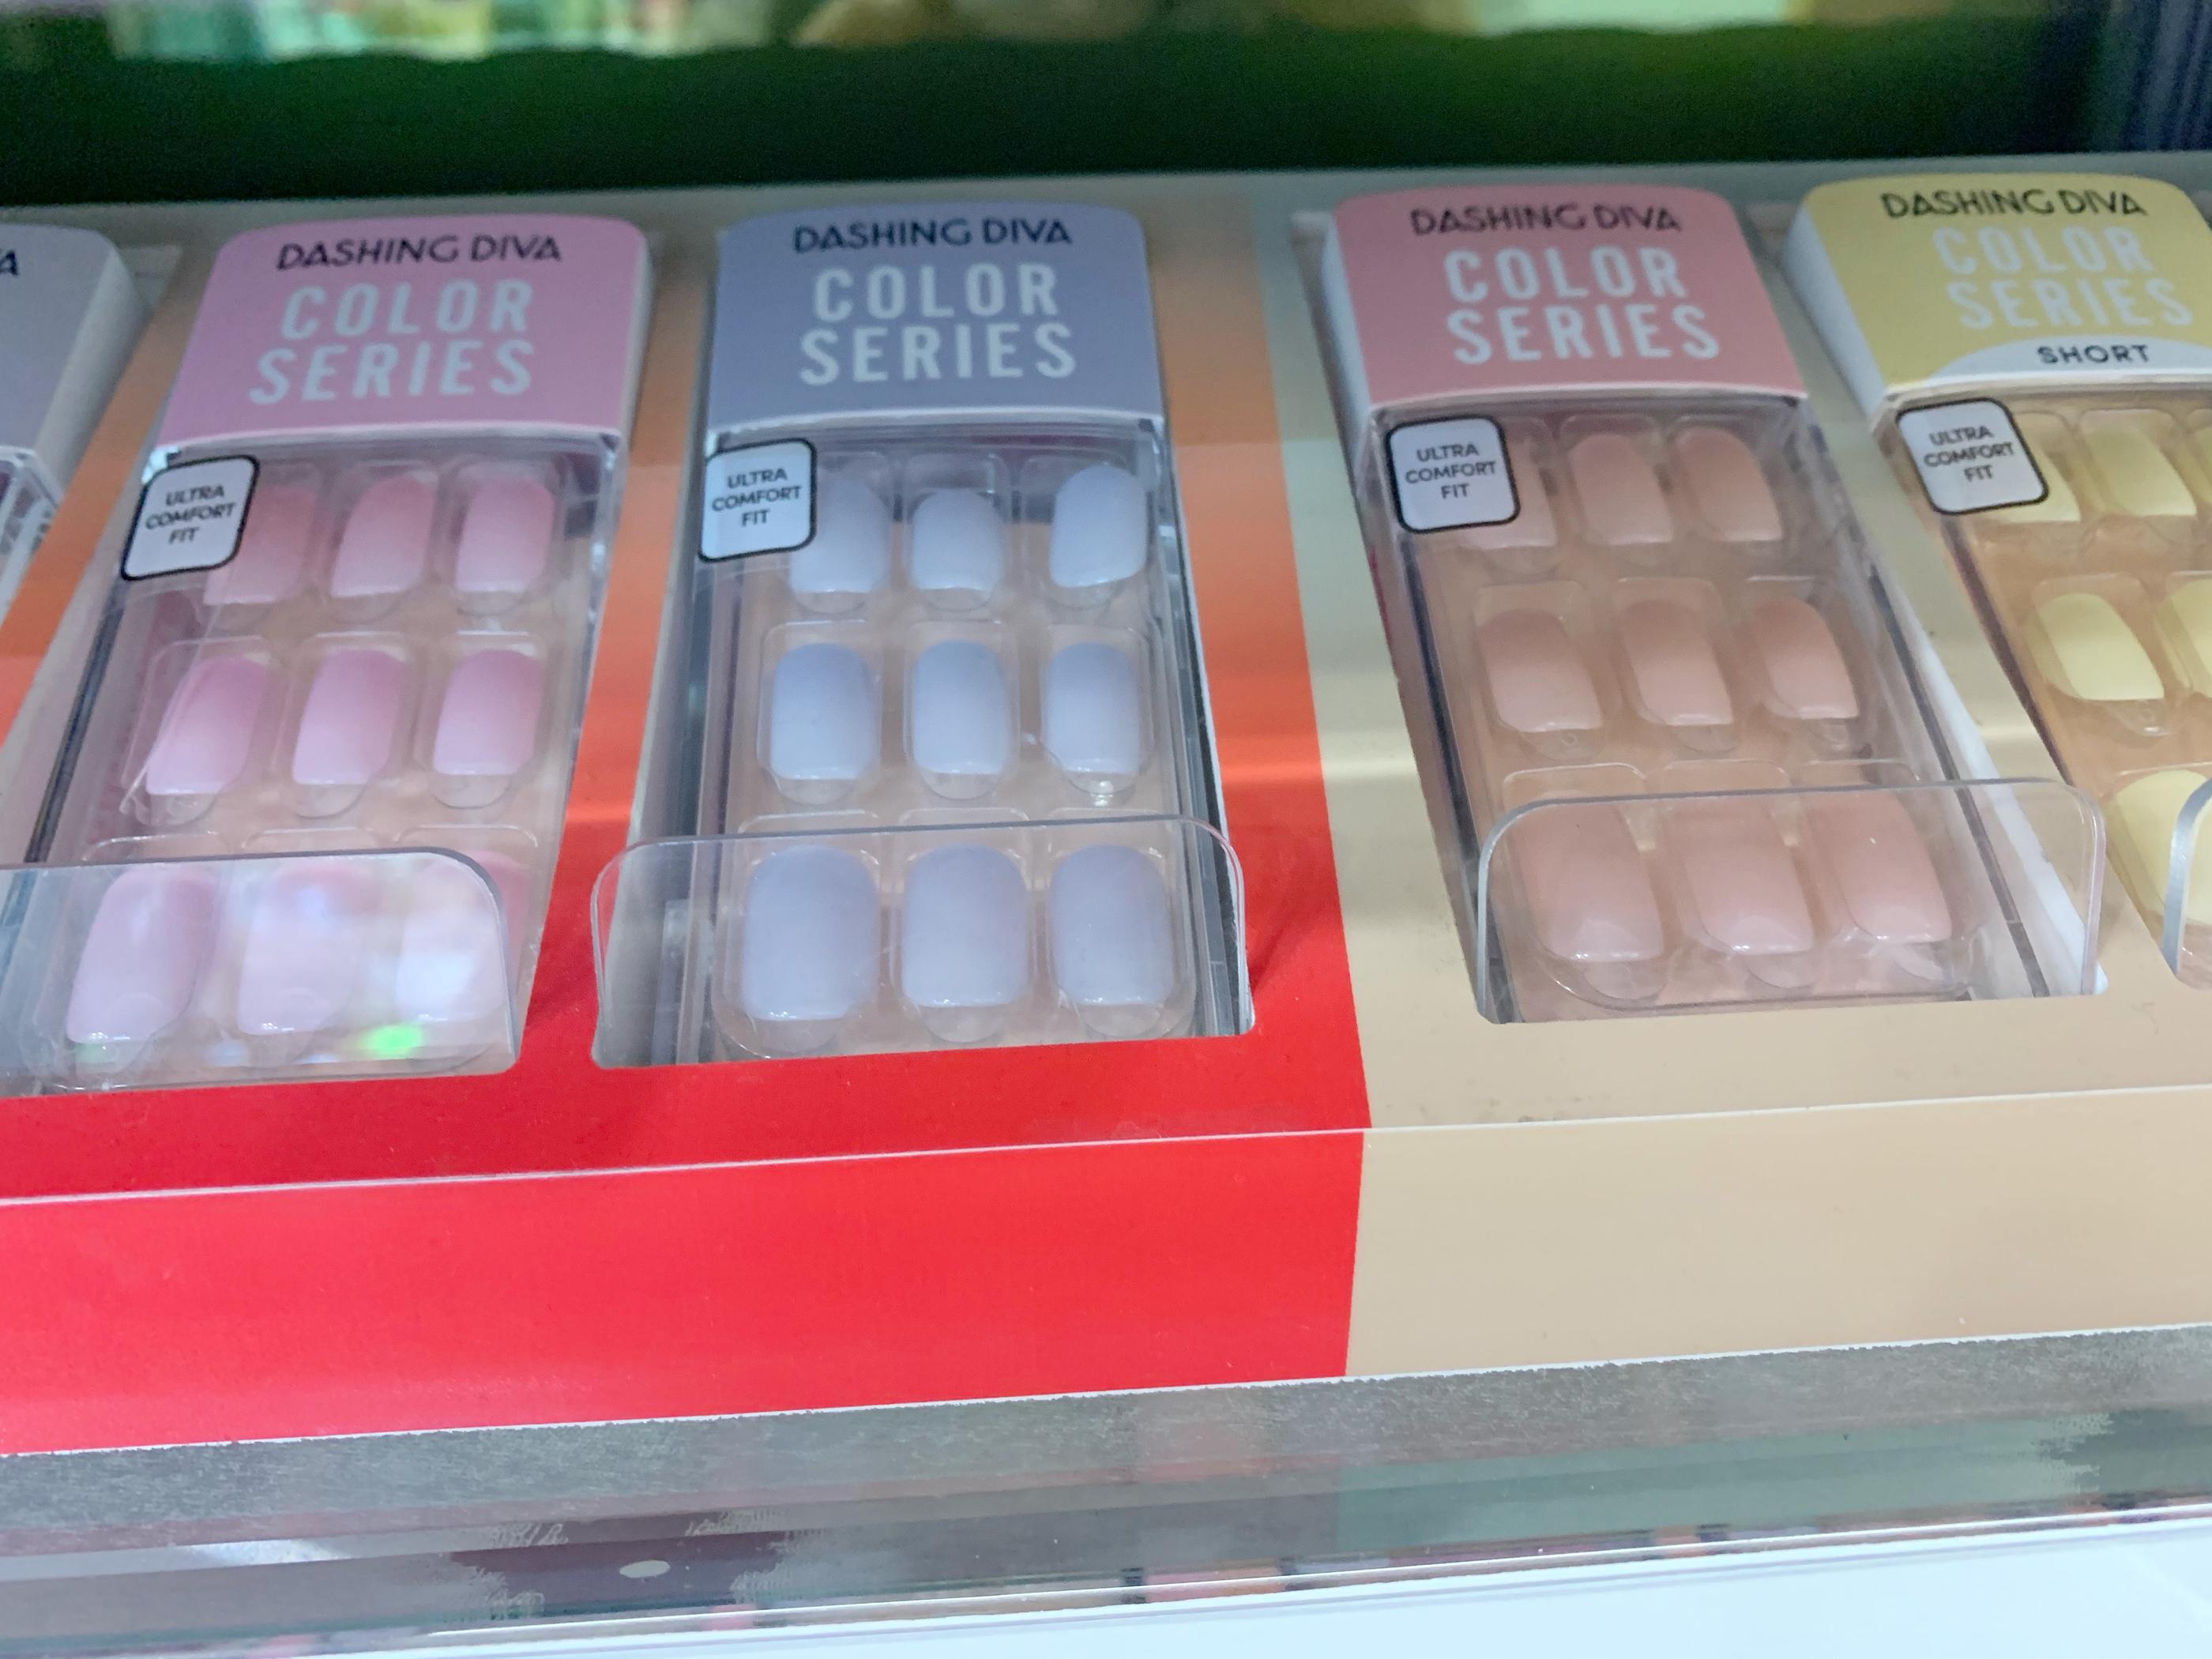 VA
DASHING DIVA
COLOR
SERIES
ULTRA
COMFORT
FIT
DASHING DIVA
COLOR
SERIES
ULTRA
COMFORT
FIT
DASHING DIVA
COLOR
SERIES
ULTRA
COMFORT
FIT
DASHING DIVA
COLOR
SERIES
SHORT
ULTRA
COMFORT
FIT